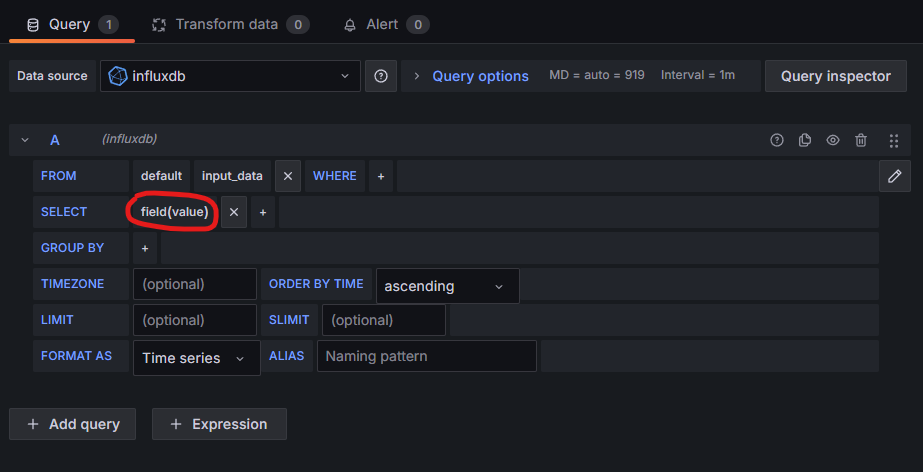 Query 1 Transform data 0 Alert 0
Data source influxdb Query options MD = auto = 919 Interval = 1m Query inspector
A (influxdb)
FROM default input_data WHERE +
SELECT field(value) +
GROUP BY +
TIMEZONE (optional) ORDER BY TIME ascending
LIMIT (optional) SLIMIT (optional)
FORMAT AS Time series ALIAS Naming pattern
+ Add query + Expression